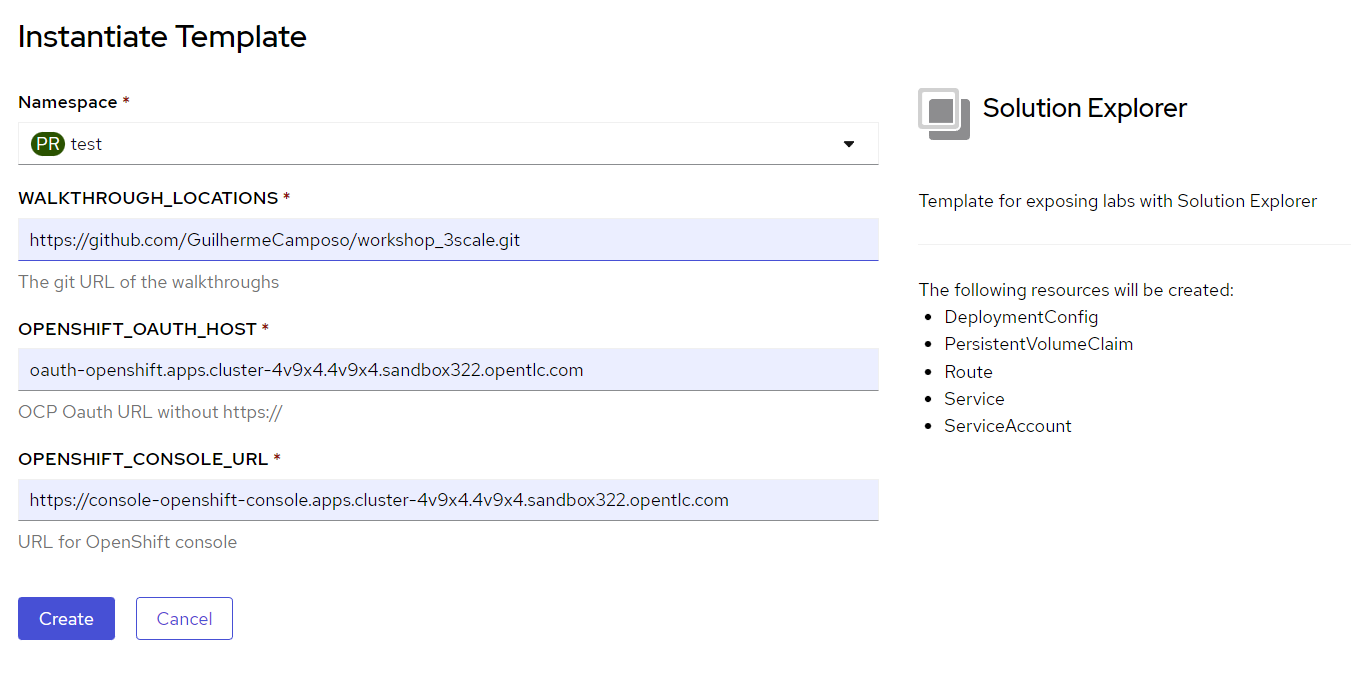 Instantiate Template
Namespace *
PR test
WALKTHROUGH_LOCATIONS *
https://github.com/GuilhermeCamposo/workshop_3scale.git
The git URL of the walkthroughs
OPENSHIFT_OAUTH_HOST *
oauth-openshift.apps.cluster-4v9x4.4v9x4.sandbox322.opentlc.com
OCP Oauth URL without https://
OPENSHIFT_CONSOLE_URL *
https://console-openshift-console.apps.cluster-4v9x4.4v9x4.sandbox322.opentlc.com
URL for OpenShift console
Create Cancel
Solution Explorer
Template for exposing labs with Solution Explorer
The following resources will be created:
• DeploymentConfig
• PersistentVolumeClaim
• Route
• Service
• ServiceAccount